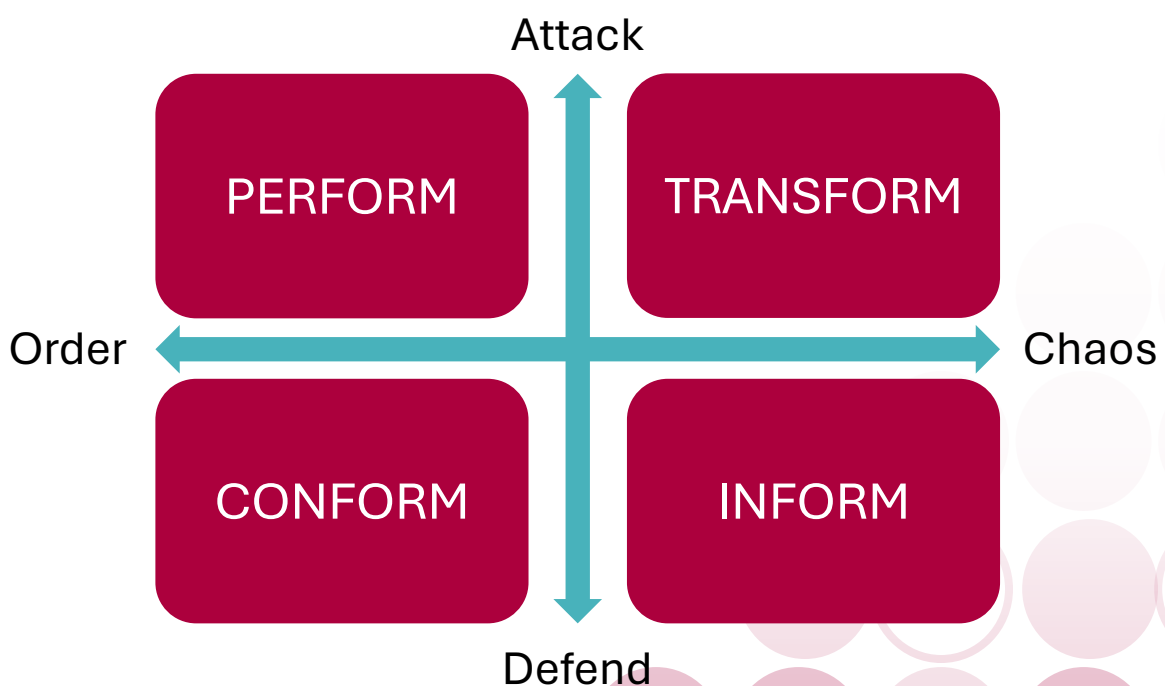 Attack
PERFORM
TRANSFORM
Order
Chaos
CONFORM
INFORM
Defend